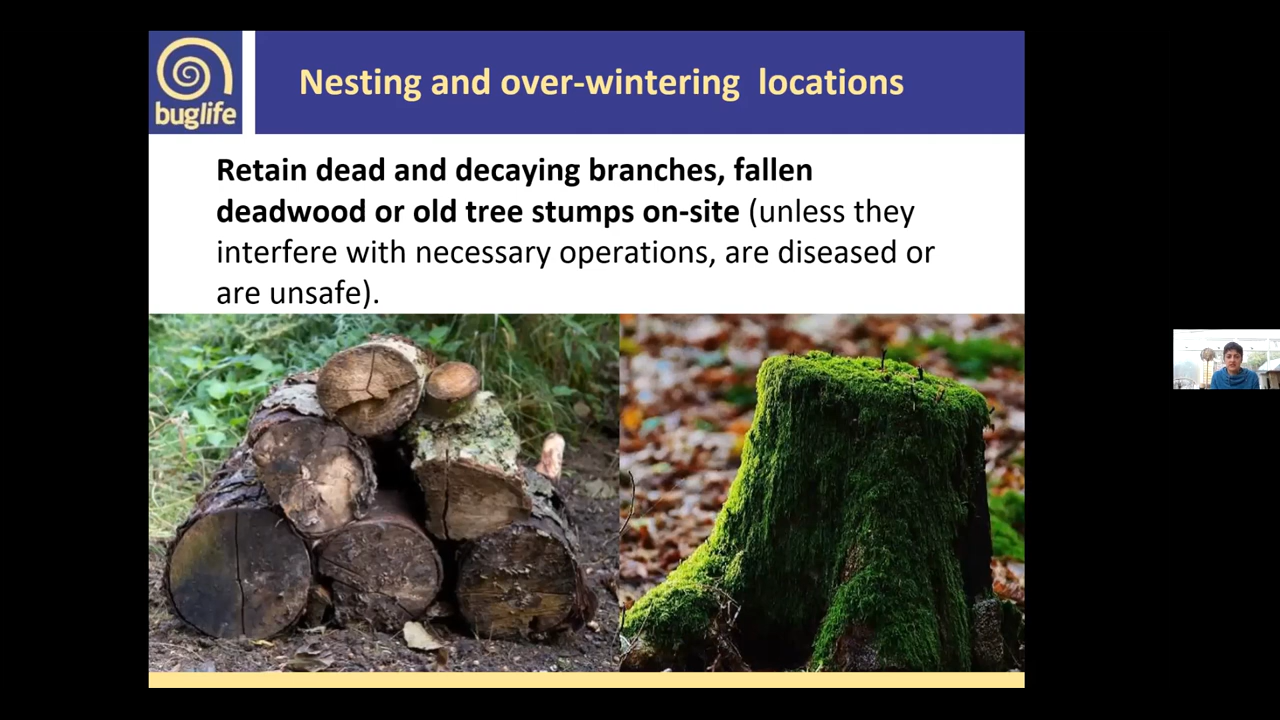 buglife
Nesting and over-wintering locations
Retain dead and decaying branches, fallen
deadwood or old tree stumps on-site (unless they
interfere with necessary operations, are diseased or
are unsafe).